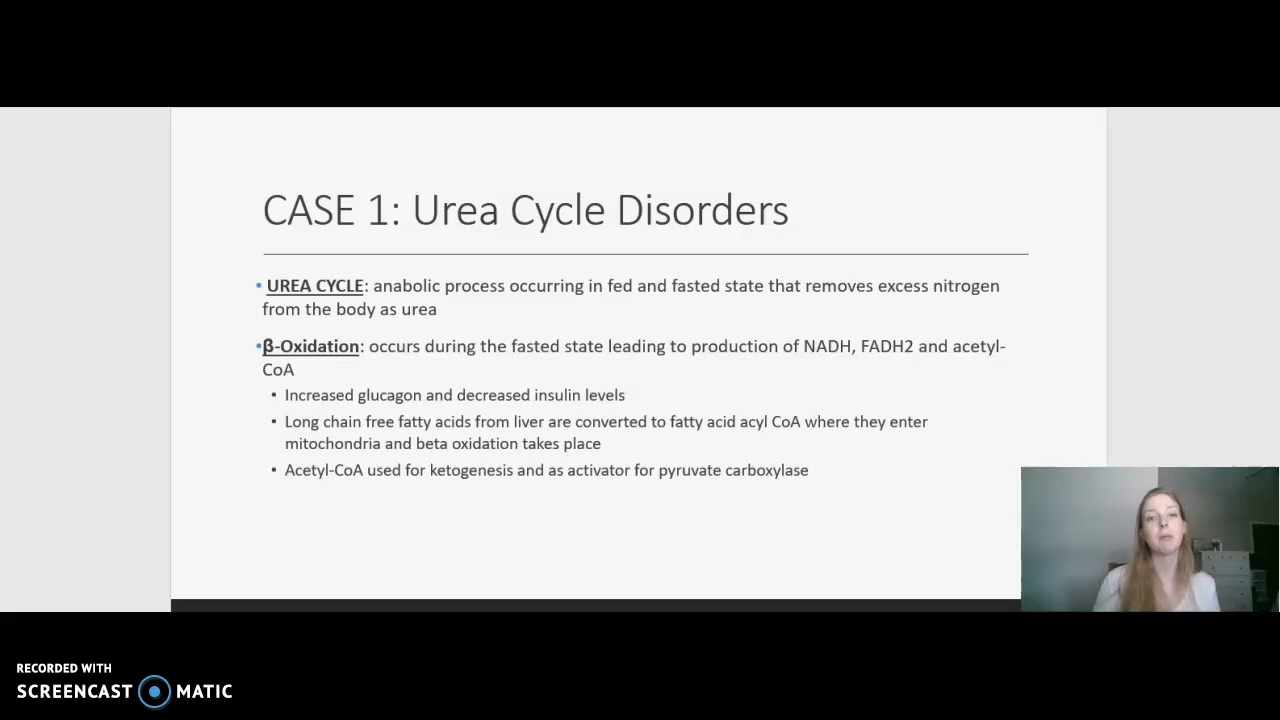 CASE 1: Urea Cycle Disorders
• UREA CYCLE: anabolic process occurring in fed and fasted state that removes excess nitrogen
from the body as urea
•β-Oxidation: occurs during the fasted state leading to production of NADH, FADH2 and acetyl-
CoA
• Increased glucagon and decreased insulin levels
• Long chain free fatty acids from liver are converted to fatty acid acyl CoA where they enter
mitochondria and beta oxidation takes place
• Acetyl-CoA used for ketogenesis and as activator for pyruvate carboxylase
RECORDED WITH
SCREENCAST MATIC